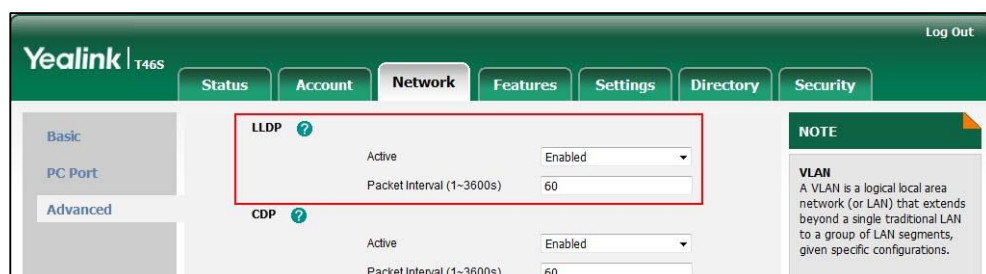 Log Out
Yealink T46S
Status Account Network Features Settings Directory Security
Basic
PC Port
Advanced
LLDP ?
Active Enabled
Packet Interval (1~3600s) 60
CDP ?
Active Enabled
Packet Interval (1~3600s) 60
NOTE
VLAN
A VLAN is a logical local area
network (or LAN) that extends
beyond a single traditional LAN
to a group of LAN segments,
given specific configurations.